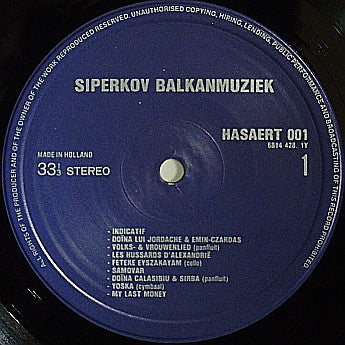 ALL RIGHTS OF THE PRODUCER AND OF THE OWNER OF THE WORK REPRODUCED RESERVED. UNAUTHORISED COPYING, HIRING, LENDING, PUBLIC PERFORMANCE AND BROADCASTING OF THIS RECORD PROHIBITED.
SIPERKOV BALKANMUZIEK
HASAERT 001
6814 428. 1Y
MADE IN HOLLAND
33⅓ STEREO
1
- INDICATIF
- DOÏNA LUI JORDACHE & EMIN-CZARDAS
- VOLKS- & VROUWENLIED (panfluit)
- LES HUSSARDS D'ALEXANDRIË
- FETEKE EYSZAKAYAM (cello)
- SAMOVAR
- DOÏNA CALASIBIU & SIRBA (panfluit)
- YOSKA (cymbaal)
- MY LAST MONEY